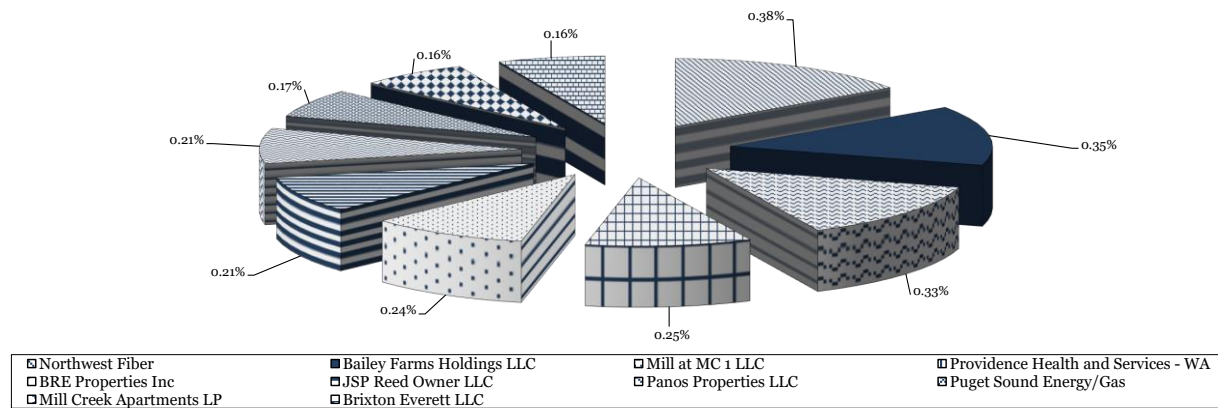 0.38%
0.16%
0.16%
0.17%
0.21%
0.35%
0.21%
0.24%
0.25%
0.33%
Northwest Fiber
Bailey Farms Holdings LLC
Mill at MC 1 LLC
Providence Health and Services - WA
BRE Properties Inc
JSP Reed Owner LLC
Panos Properties LLC
Puget Sound Energy/Gas
Mill Creek Apartments LP
Brixton Everett LLC